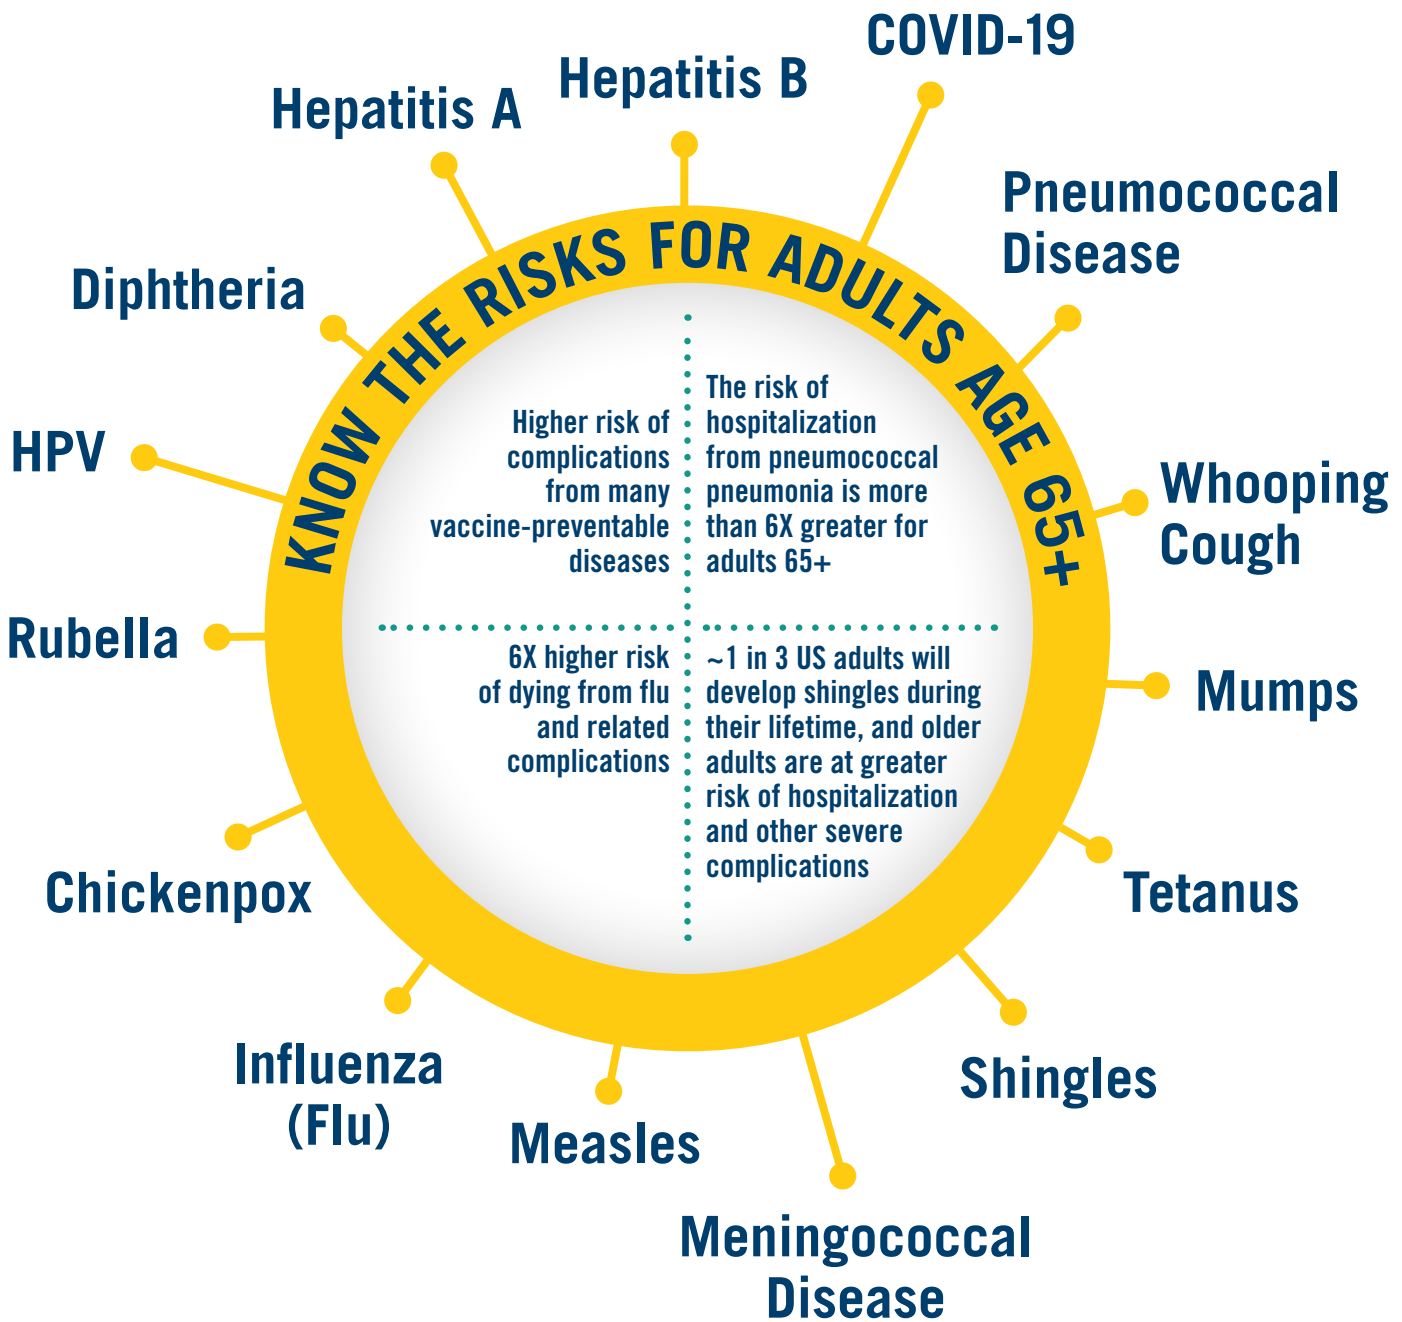 COVID-19
Hepatitis B
Hepatitis A
Pneumococcal
Disease
Diphtheria
KNOW THE RISKS FOR ADULTS AGE 65+
HPV
Whooping
Cough
Rubella
Mumps
Higher risk of
complications
from many
vaccine-preventable
diseases
The risk of
hospitalization
from pneumococcal
pneumonia is more
than 6X greater for
adults 65+
6X higher risk
of dying from flu
and related
complications
~1 in 3 US adults will
develop shingles during
their lifetime, and older
adults are at greater
risk of hospitalization
and other severe
complications
Chickenpox
Tetanus
Influenza
(Flu)
Shingles
Measles
Meningococcal
Disease